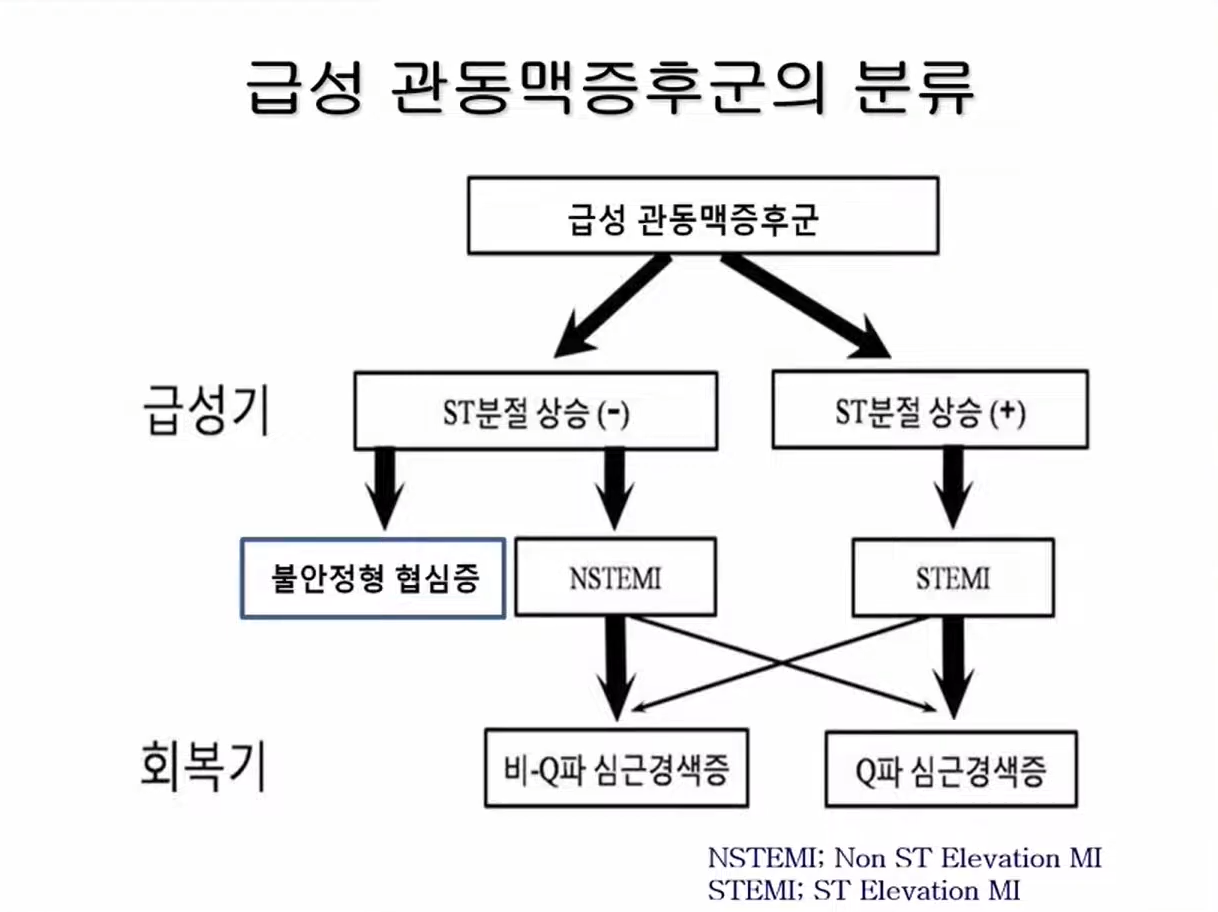 급성 관동맥증후군의 분류
급성 관동맥증후군
급성기
ST분절 상승 (-)
ST분절 상승 (+)
불안정형 협심증
NSTEMI
STEMI
회복기
비-Q파 심근경색증
Q파 심근경색증
NSTEMI; Non ST Elevation MI
STEMI; ST Elevation MI